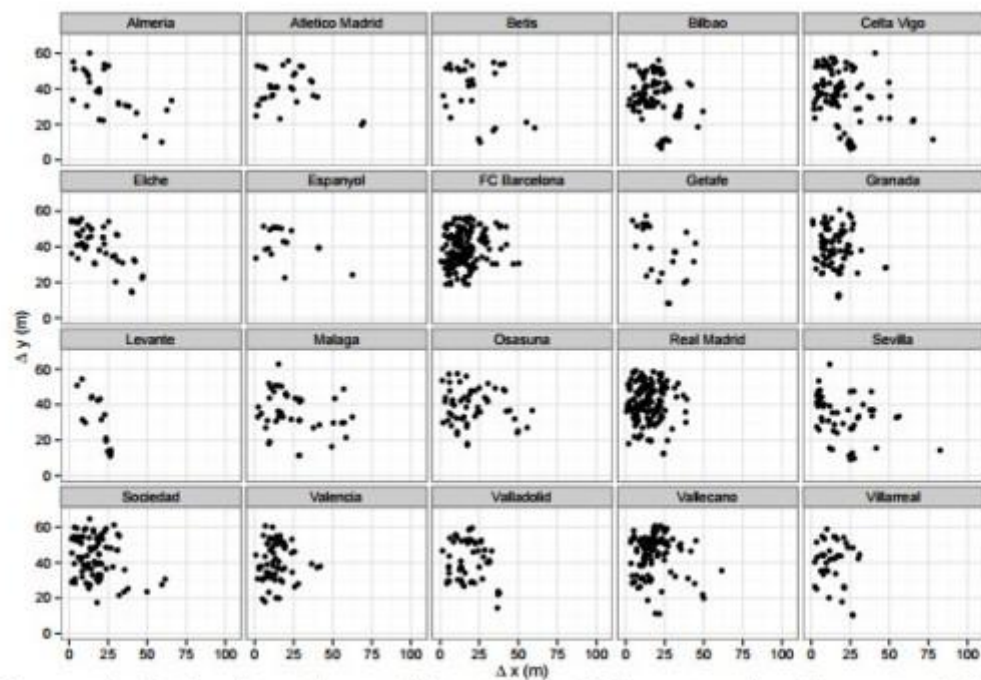 Almeria Atletico Madrid Betis Bilbao Celta Vigo
60
40
20
0
Elche Espanyol FC Barcelona Getafe Granada
60
40
20
0
Δ y (m)
Levante Malaga Osasuna Real Madrid Sevilla
60
40
20
0
Sociedad Valencia Valladolid Vallecano Villarreal
60
40
20
0
0 25 50 75 100 0 25 50 75 100 0 25 50 75 100 0 25 50 75 100 0 25 50 75 100
Δ x (m)